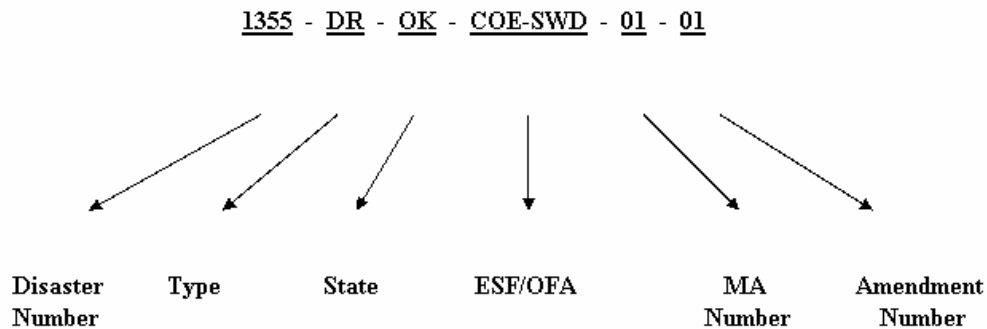 1355 - DR - OK - COE-SWD - 01 - 01
Disaster Number
Type
State
ESF/OFA
MA Number
Amendment Number